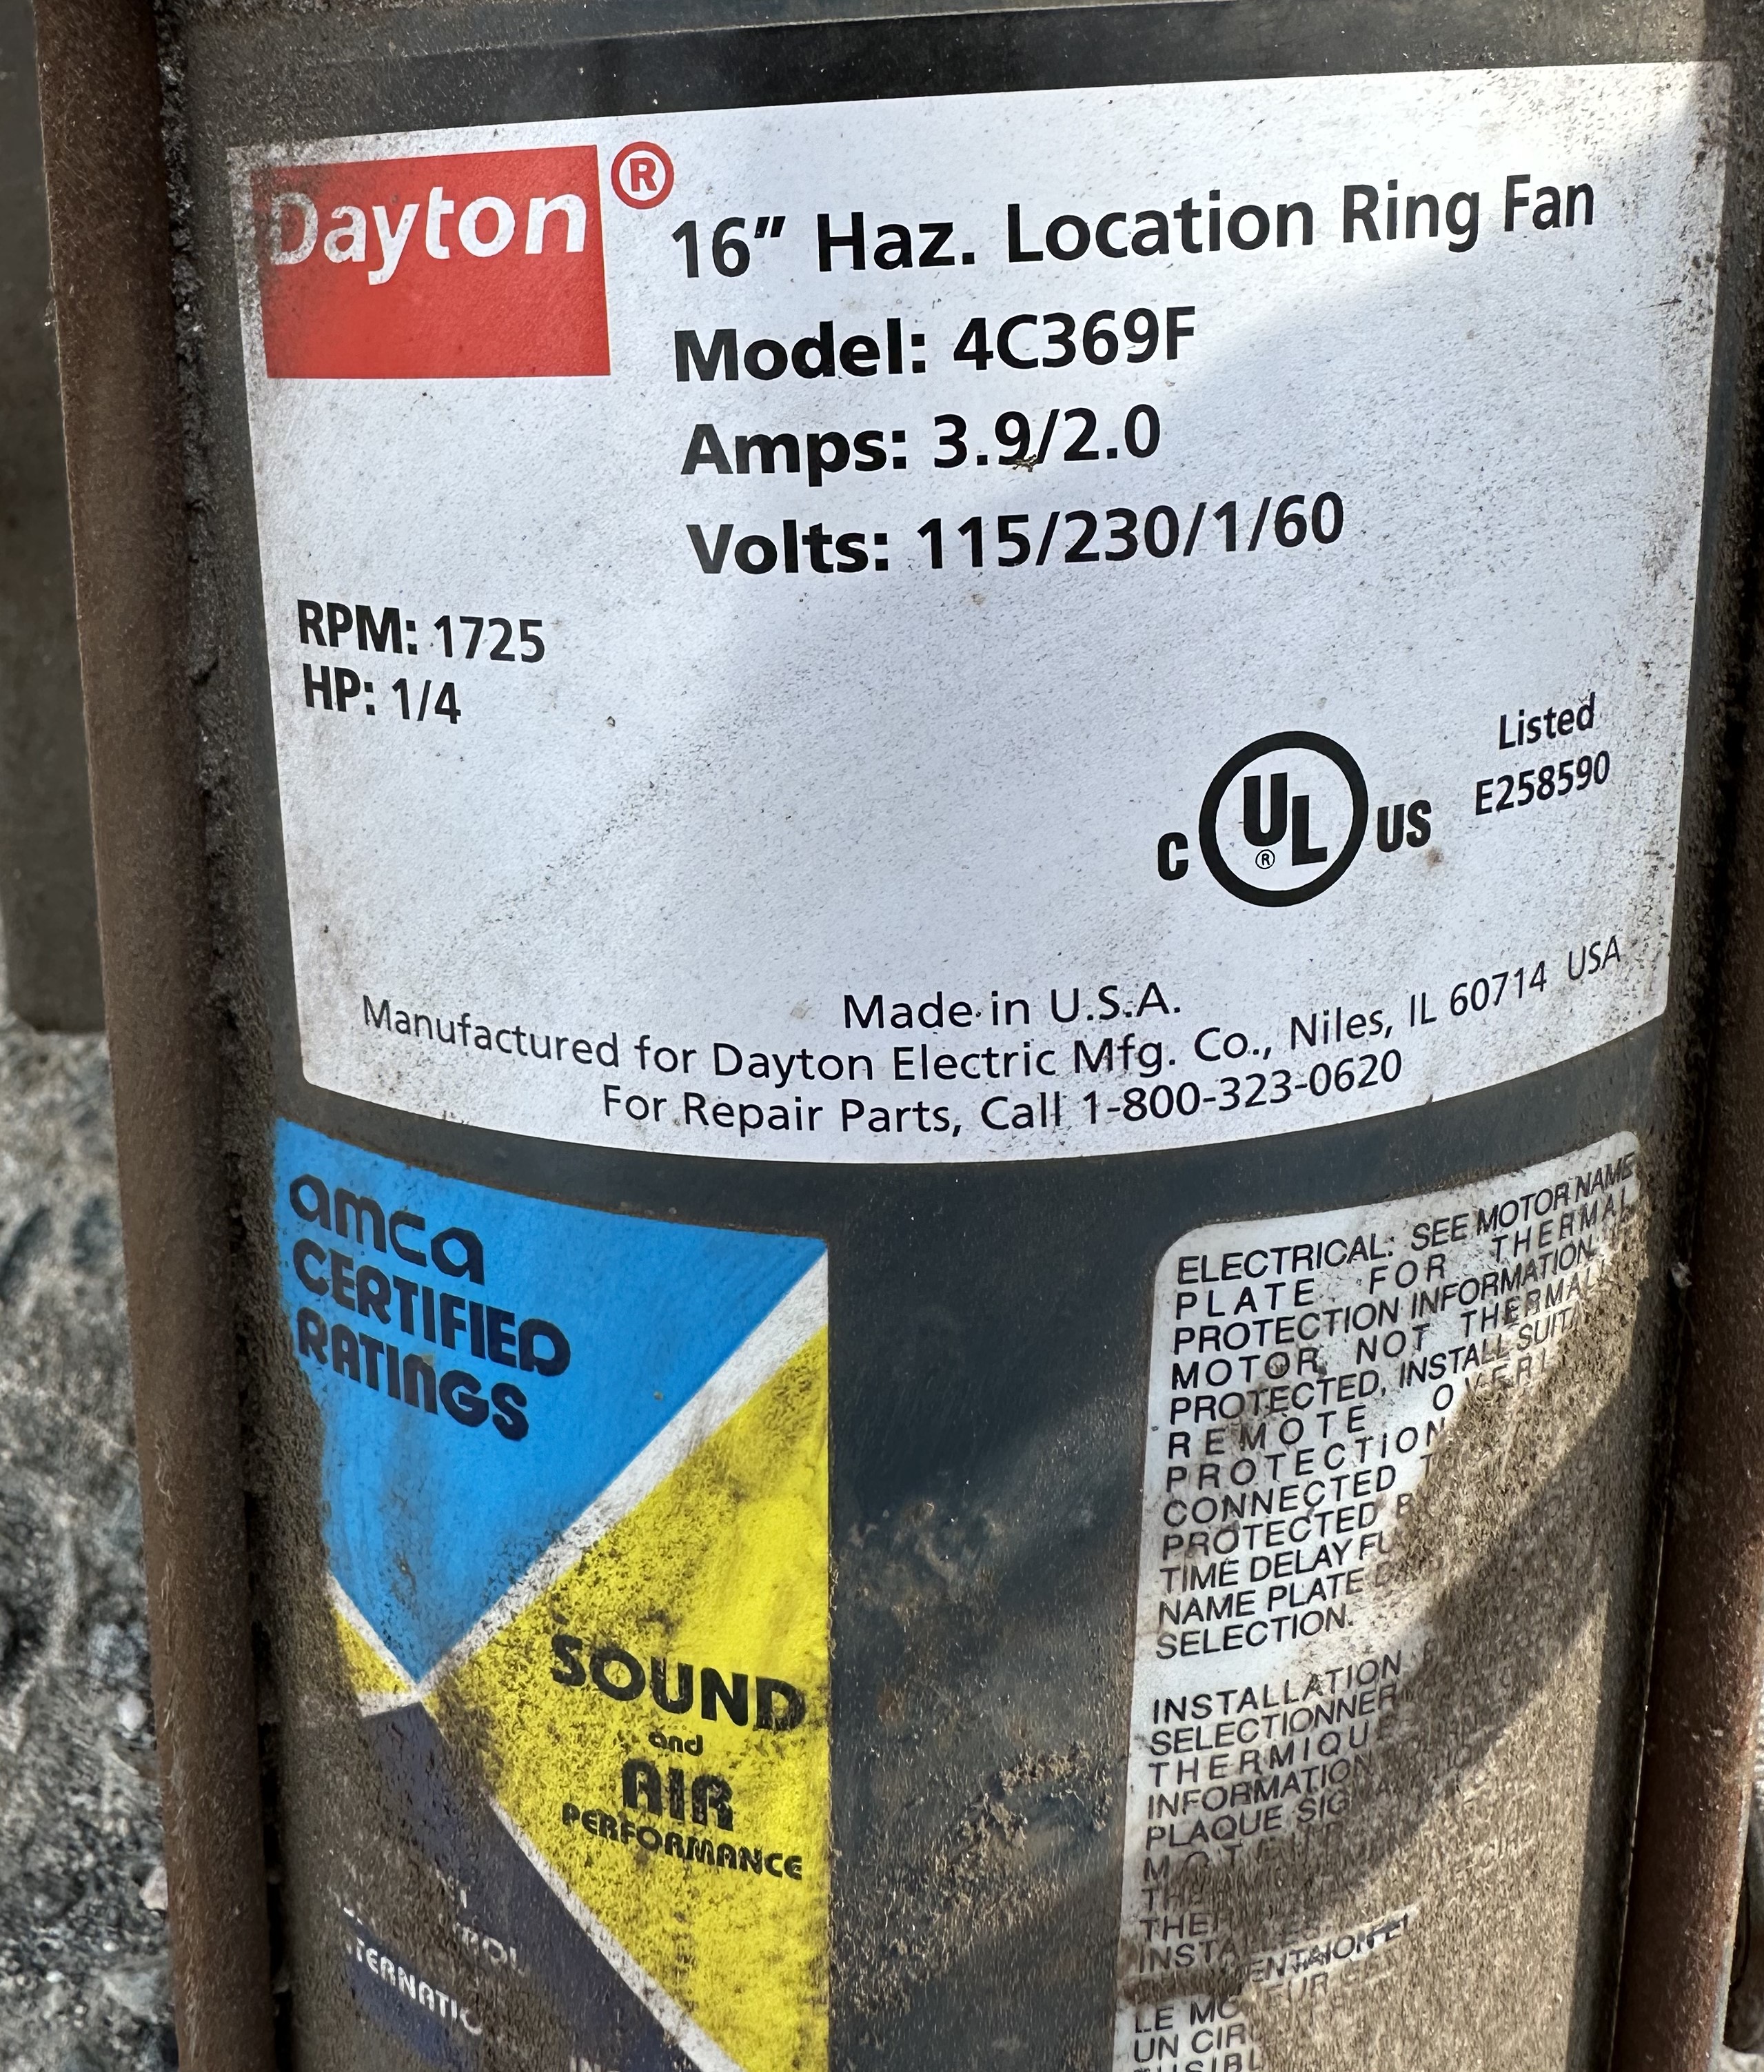 Dayton®
16" Haz. Location Ring Fan
Model: 4C369F
Amps: 3.9/2.0
Volts: 115/230/1/60
RPM: 1725
HP: 1/4
Listed
E258590
C UL® US
Made in U.S.A.
Manufactured for Dayton Electric Mfg. Co., Niles, IL 60714 USA
For Repair Parts, Call 1-800-323-0620
amca
CERTIFIED
RATINGS
SOUND
and
AIR
PERFORMANCE
ELECTRICAL: SEE MOTOR NAME
PLATE FOR THERMAL
PROTECTION INFORMATION.
MOTOR NOT
PROTECTED, INSTALL
REMOTE
PROTECTION
CONNECTED
PROTECTED
TIME DELAY
NAME PLATE
SELECTION.
INSTALLATION
SELECTIONNER
INFORMATION
PLAQUE
LE
UN